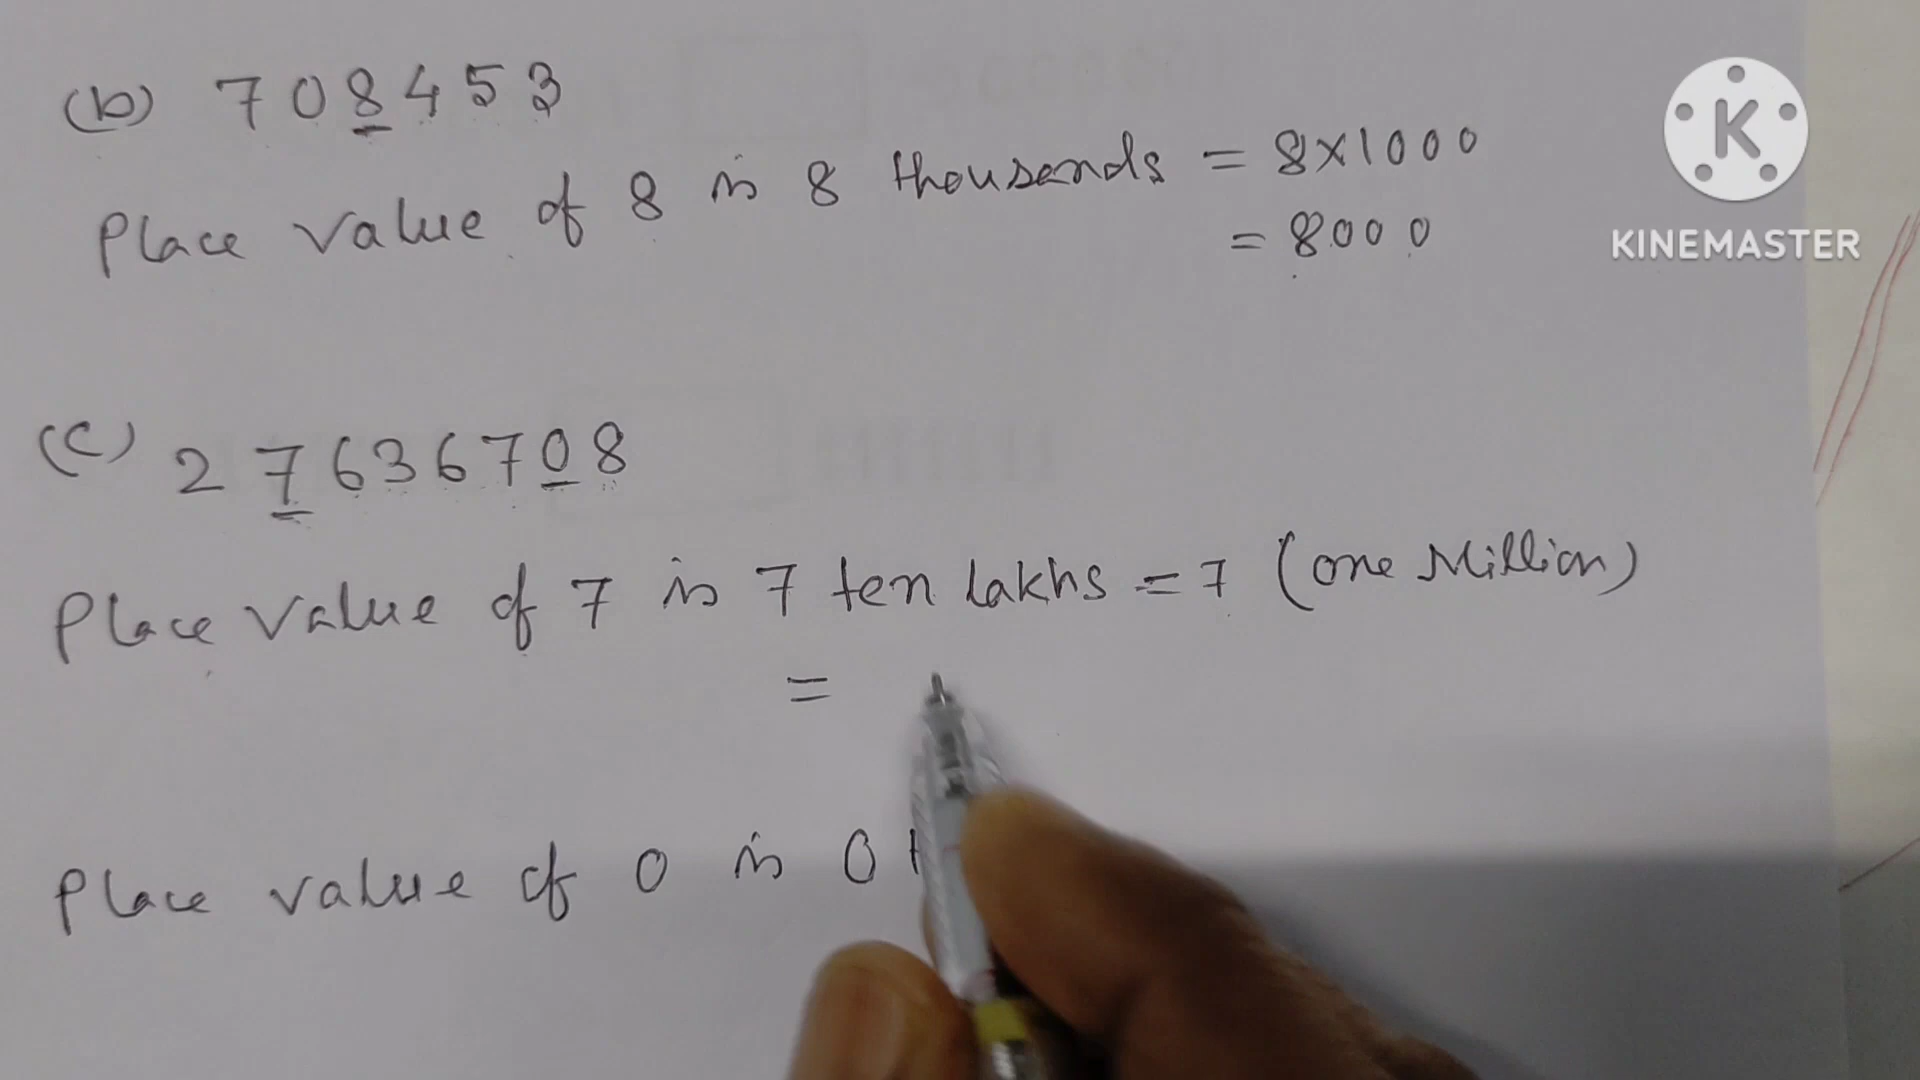 (b) 708453
Place value of 8 is 8 thousands = 8×1000
= 8000
K
KINEMASTER
(c) 27636708
Place value of 7 is 7 ten lakhs = 7 (one Million)
=
Place value of 0 is 0